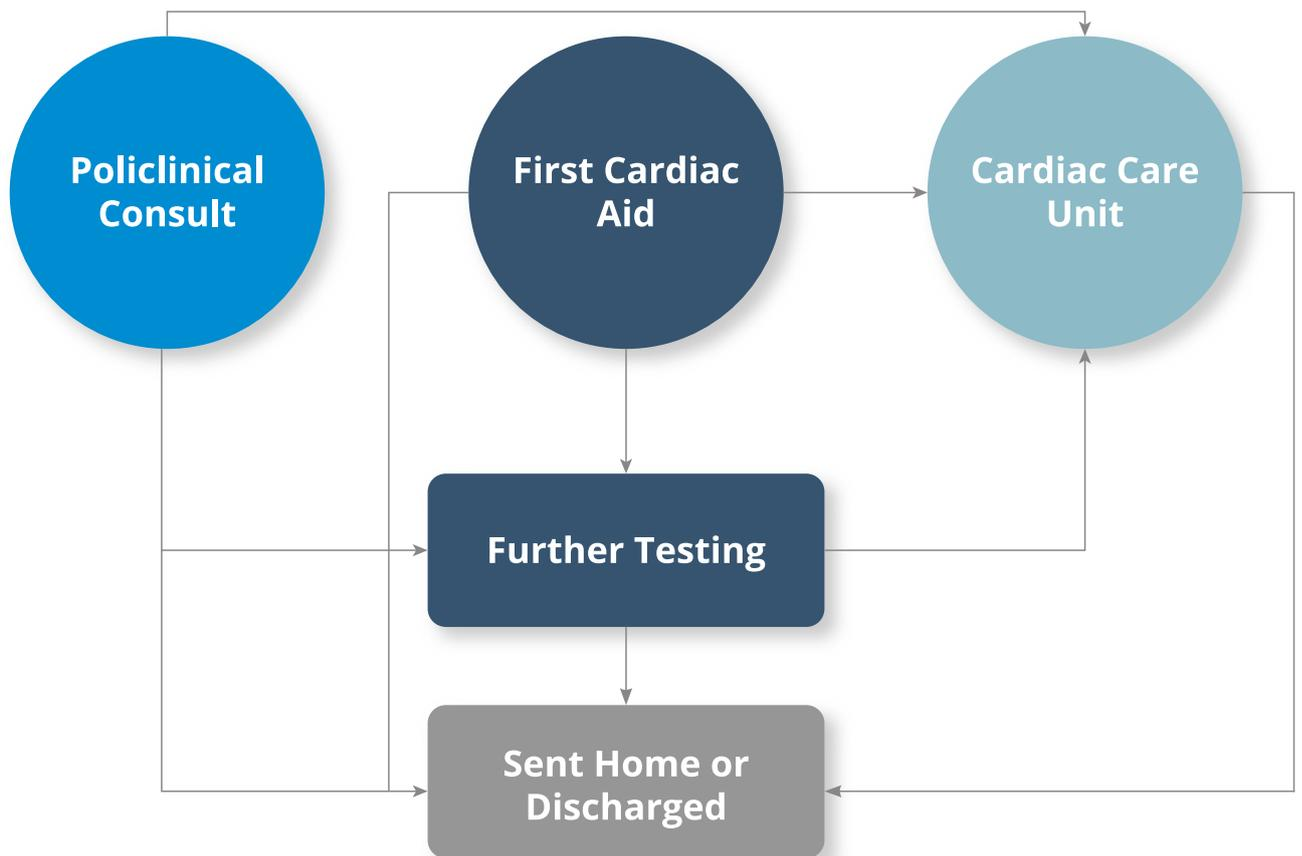 Policlinical
Consult
First Cardiac
Aid
Cardiac Care
Unit
Further Testing
Sent Home or
Discharged